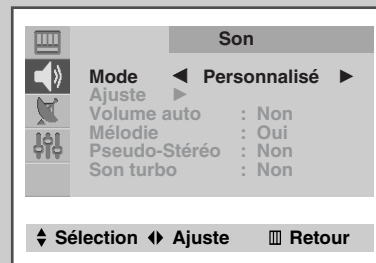 Son
Mode ◄ Personnalisé ►
Ajuste ►
Volume auto : Non
Mélodie : Oui
Pseudo-Stéréo : Non
Son turbo : Non
Sélection Ajuste Retour